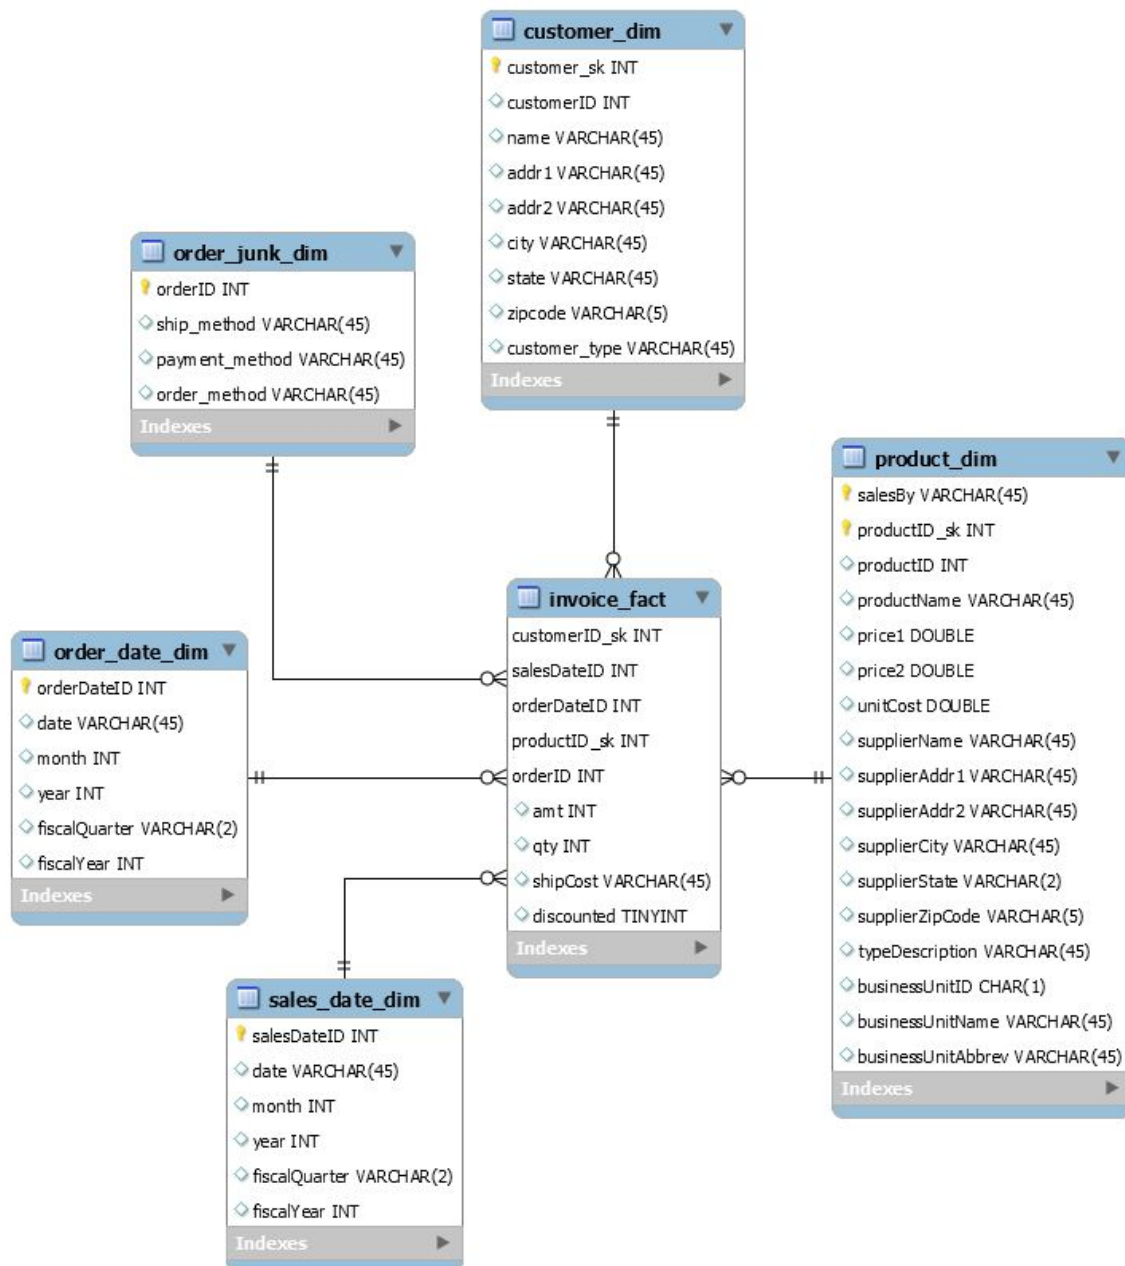 customer_dim
customer_sk INT
customerID INT
name VARCHAR(45)
addr1 VARCHAR(45)
addr2 VARCHAR(45)
city VARCHAR(45)
state VARCHAR(45)
zipcode VARCHAR(5)
customer_type VARCHAR(45)
Indexes
order_junk_dim
orderID INT
ship_method VARCHAR(45)
payment_method VARCHAR(45)
order_method VARCHAR(45)
Indexes
product_dim
salesBy VARCHAR(45)
productID_sk INT
productID INT
productName VARCHAR(45)
price1 DOUBLE
price2 DOUBLE
unitCost DOUBLE
supplierName VARCHAR(45)
supplierAddr1 VARCHAR(45)
supplierAddr2 VARCHAR(45)
supplierCity VARCHAR(45)
supplierState VARCHAR(2)
supplierZipCode VARCHAR(5)
typeDescription VARCHAR(45)
businessUnitID CHAR(1)
businessUnitName VARCHAR(45)
businessUnitAbbrev VARCHAR(45)
Indexes
invoice_fact
customerID_sk INT
salesDateID INT
orderDateID INT
productID_sk INT
orderID INT
amt INT
qty INT
shipCost VARCHAR(45)
discounted TINYINT
Indexes
order_date_dim
orderDateID INT
date VARCHAR(45)
month INT
year INT
fiscalQuarter VARCHAR(2)
fiscalYear INT
Indexes
sales_date_dim
salesDateID INT
date VARCHAR(45)
month INT
year INT
fiscalQuarter VARCHAR(2)
fiscalYear INT
Indexes